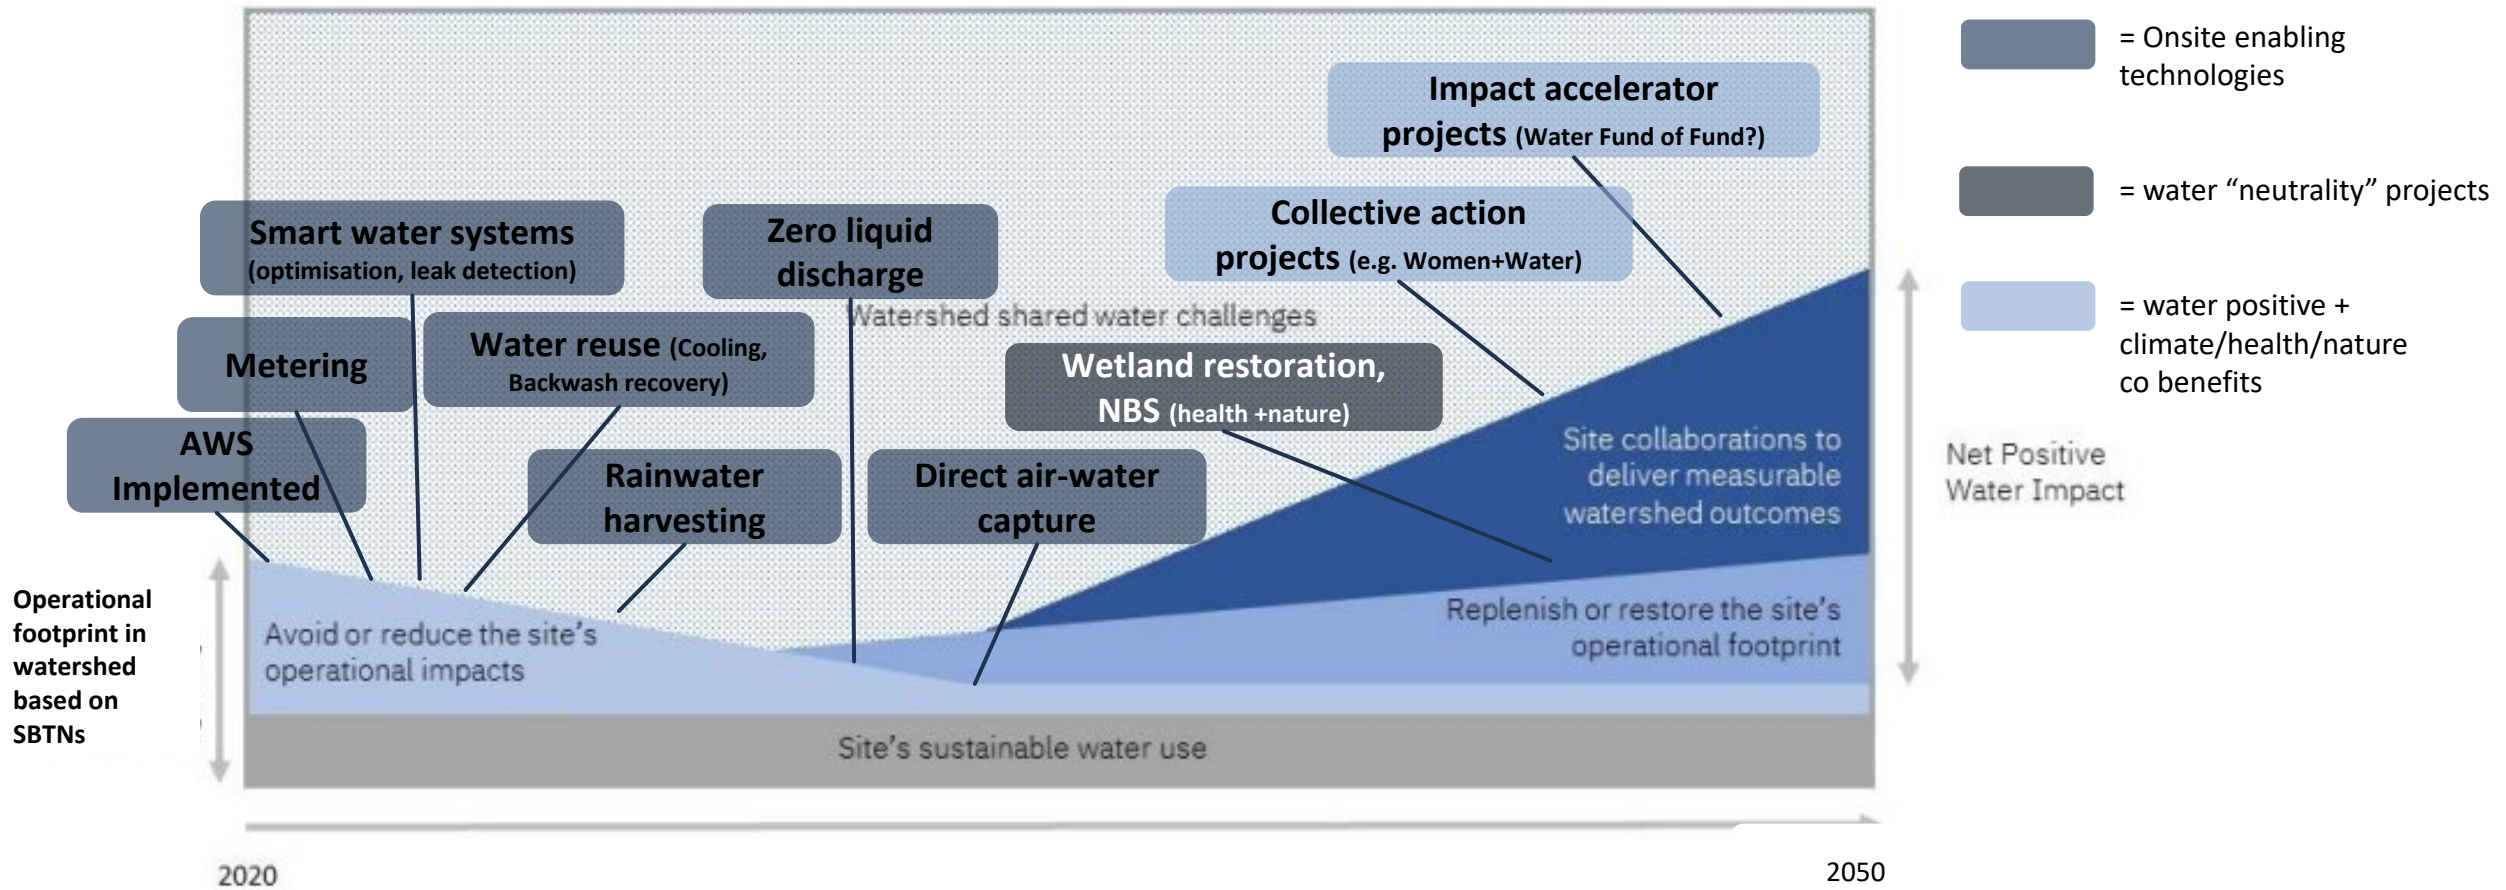 = Onsite enabling
technologies
Impact accelerator
projects (Water Fund of Fund?)
= water “neutrality” projects
Collective action
projects (e.g. Women+Water)
Smart water systems
(optimisation, leak detection)
Zero liquid
discharge
= water positive +
climate/health/nature
co benefits
Watershed shared water challenges
Water reuse (Cooling,
Backwash recovery)
Metering
Wetland restoration,
NBS (health +nature)
AWS
Implemented
Rainwater
harvesting
Direct air-water
capture
Site collaborations to
deliver measurable
watershed outcomes
Net Positive
Water Impact
Operational
footprint in
watershed
based on
SBTNs
Avoid or reduce the site’s
operational impacts
Replenish or restore the site’s
operational footprint
Site’s sustainable water use
2020
2050